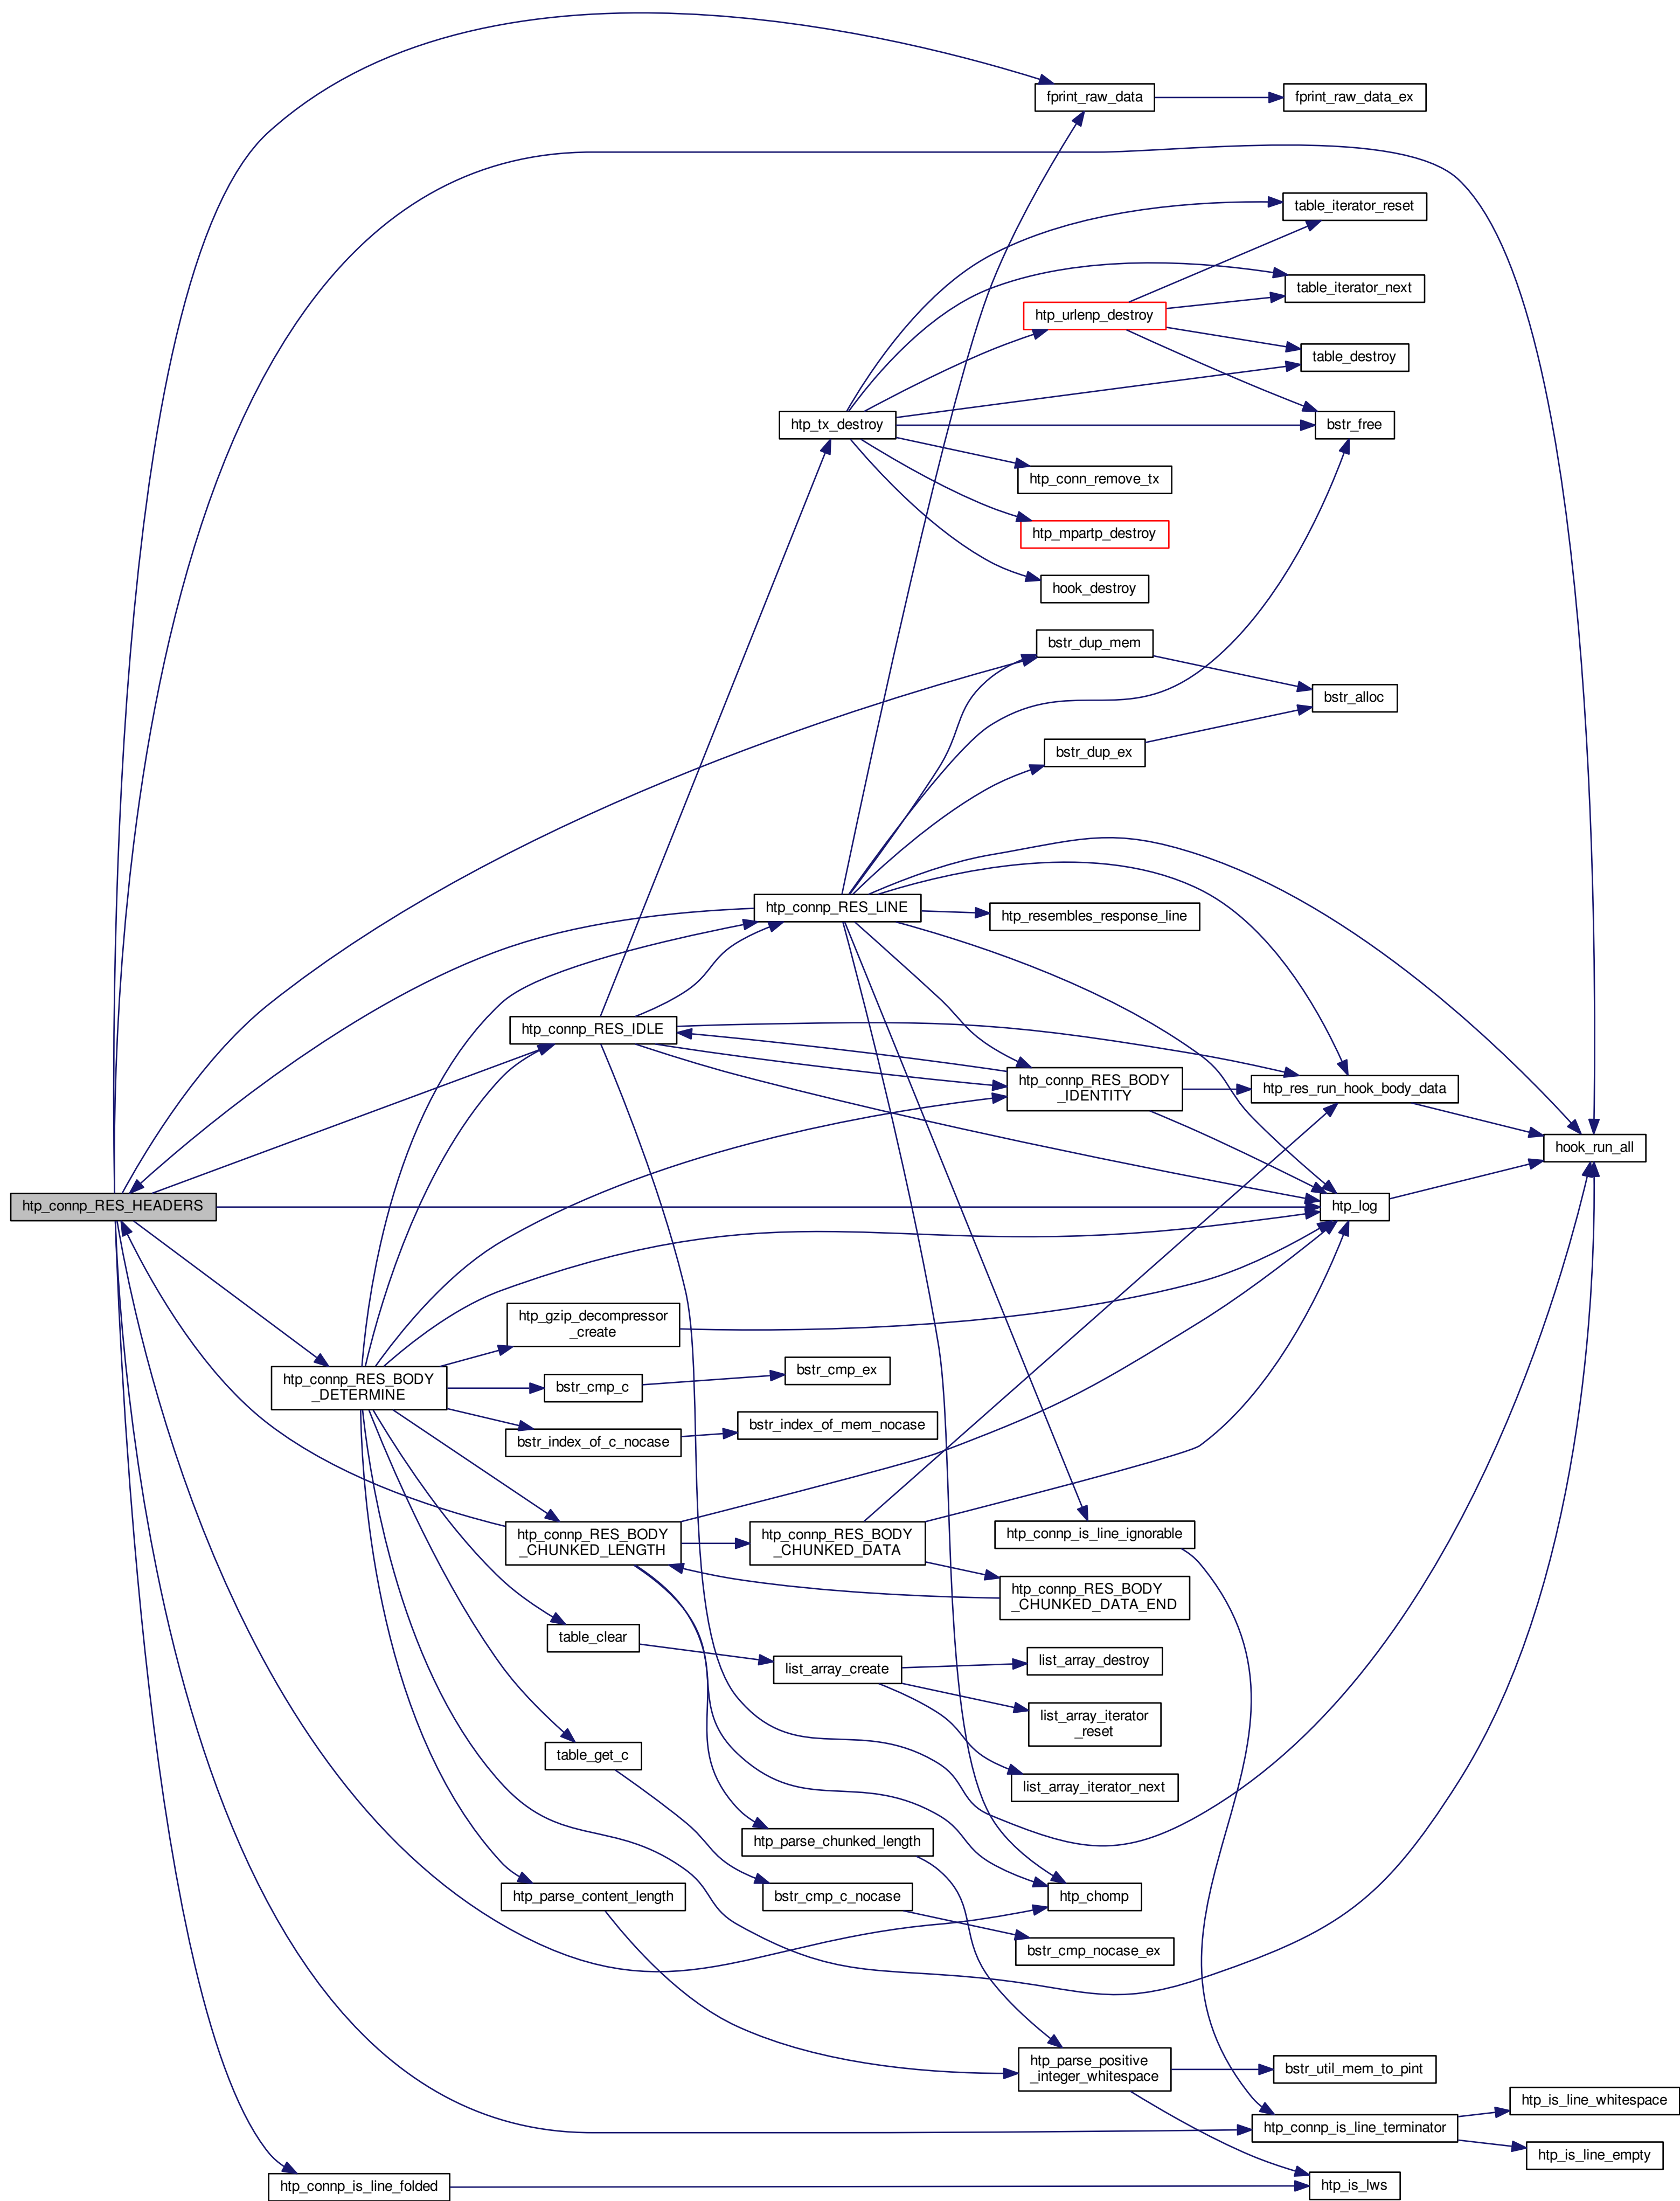 fprint_raw_data
fprint_raw_data_ex
table_iterator_reset
table_iterator_next
htp_urlenp_destroy
table_destroy
htp_tx_destroy
bstr_free
htp_conn_remove_tx
htp_mpartp_destroy
hook_destroy
bstr_dup_mem
bstr_alloc
bstr_dup_ex
htp_connp_RES_LINE
htp_resembles_response_line
htp_connp_RES_IDLE
htp_connp_RES_BODY
_IDENTITY
htp_res_run_hook_body_data
hook_run_all
htp_connp_RES_HEADERS
htp_log
htp_gzip_decompressor
_create
bstr_cmp_ex
htp_connp_RES_BODY
_DETERMINE
bstr_cmp_c
bstr_index_of_mem_nocase
bstr_index_of_c_nocase
htp_connp_RES_BODY
_CHUNKED_LENGTH
htp_connp_RES_BODY
_CHUNKED_DATA
htp_connp_is_line_ignorable
htp_connp_RES_BODY
_CHUNKED_DATA_END
table_clear
list_array_create
list_array_destroy
list_array_iterator
_reset
table_get_c
list_array_iterator_next
htp_parse_chunked_length
htp_parse_content_length
bstr_cmp_c_nocase
htp_chomp
bstr_cmp_nocase_ex
htp_parse_positive
_integer_whitespace
bstr_util_mem_to_pint
htp_is_line_whitespace
htp_connp_is_line_terminator
htp_is_line_empty
htp_connp_is_line_folded
htp_is_lws